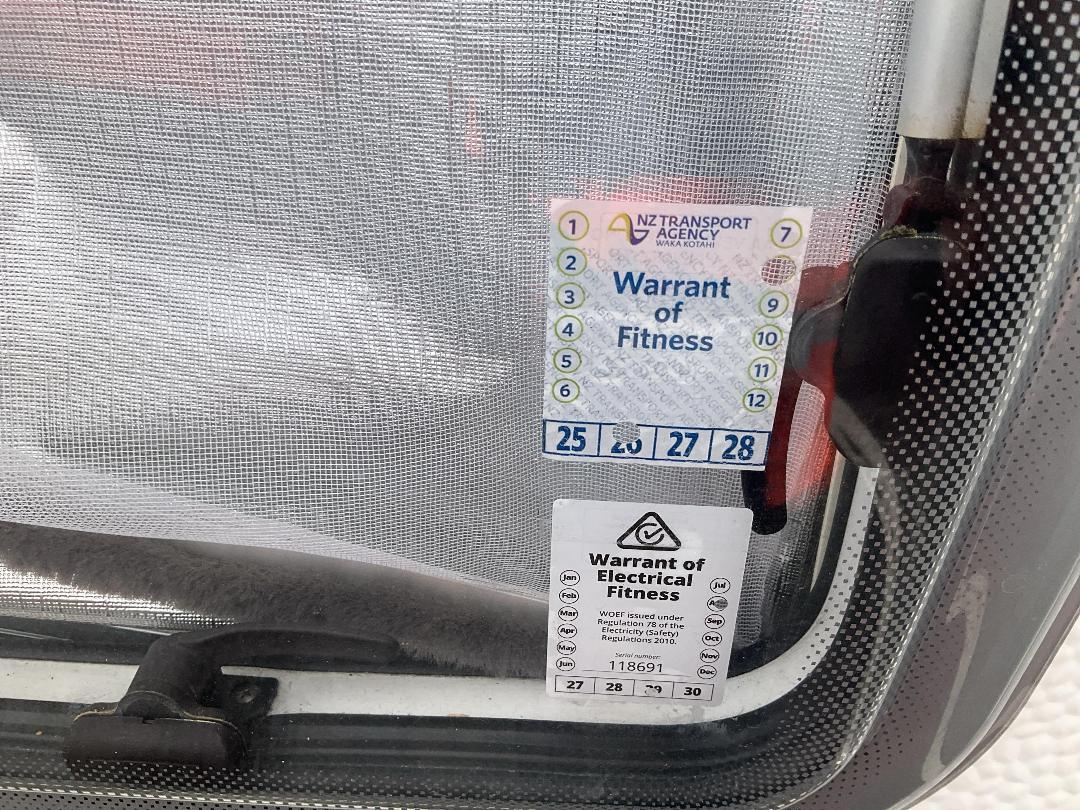 NZ TRANSPORT
AGENCY
WAKA KOTAHI
1 7
2
3 9
4 10
5 11
6 12
Warrant
of
Fitness
25 26 27 28
Warrant of
Electrical
Fitness
Jan Jul
Feb
Mar Sep
Apr Oct
May Nov
Jun Dec
WOEF issued under
Regulation 78 of the
Electricity (Safety)
Regulations 2010.
Serial number:
118691
27 28 29 30